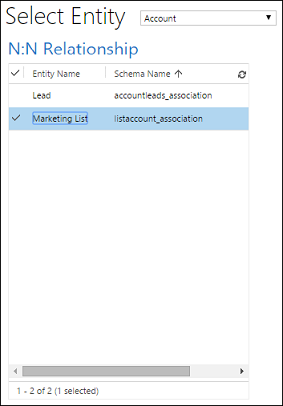 Select Entity Account
N:N Relationship
Entity Name Schema Name
Lead accountleads_association
Marketing List listaccount_association
1 - 2 of 2 (1 selected)